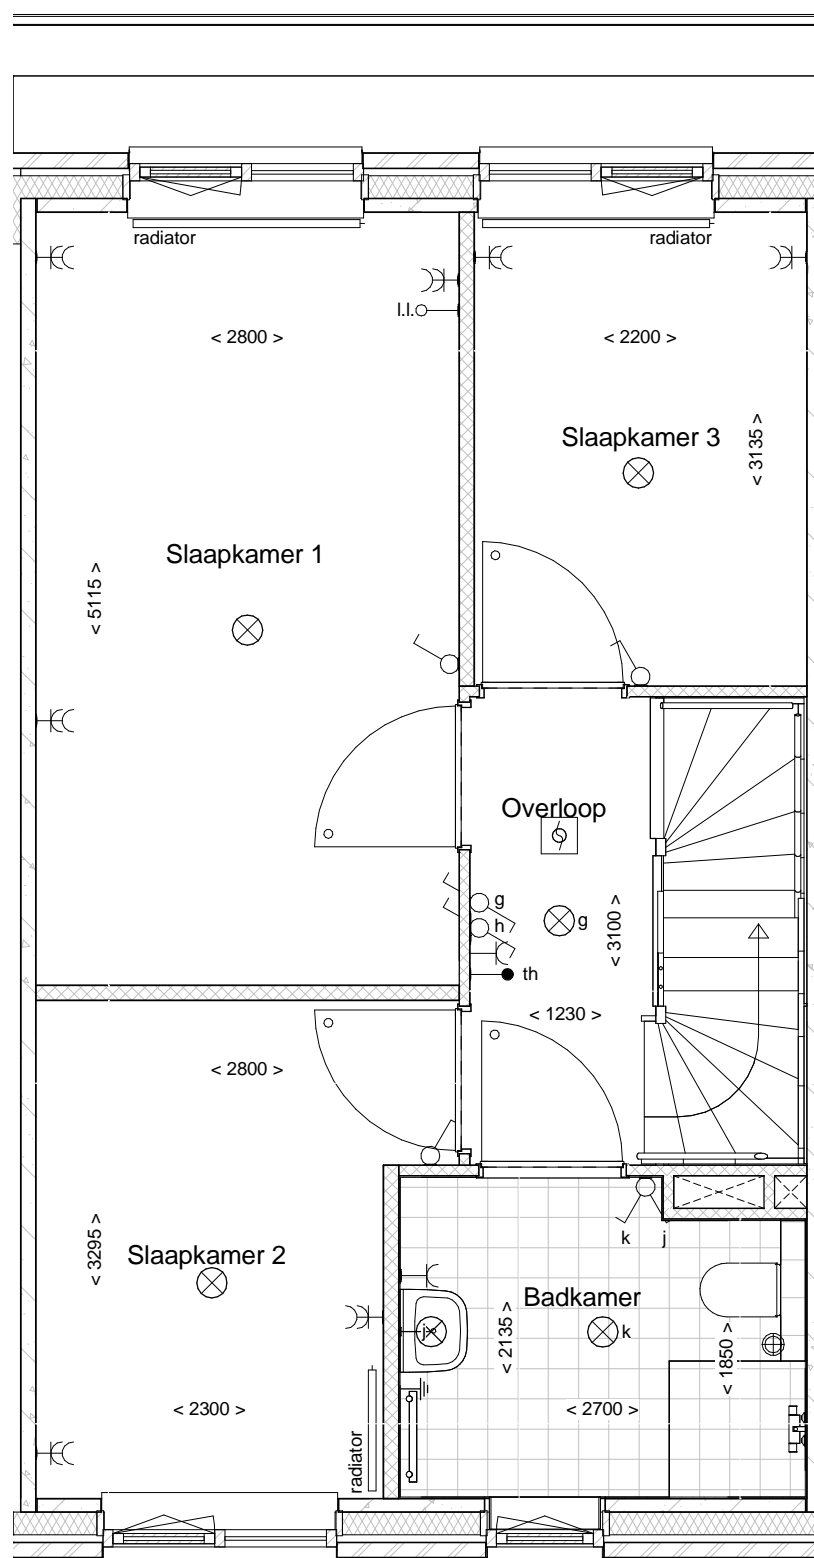 radiator
radiator
l.l.
< 2800 >
< 2200 >
Slaapkamer 3
< 3135 >
Slaapkamer 1
< 5115 >
Overloop
g
h
g
< 3100 >
th
< 1230 >
< 2800 >
k
j
< 3295 >
Slaapkamer 2
Badkamer
j
< 2135 >
k
< 1850 >
< 2300 >
< 2700 >
radiator